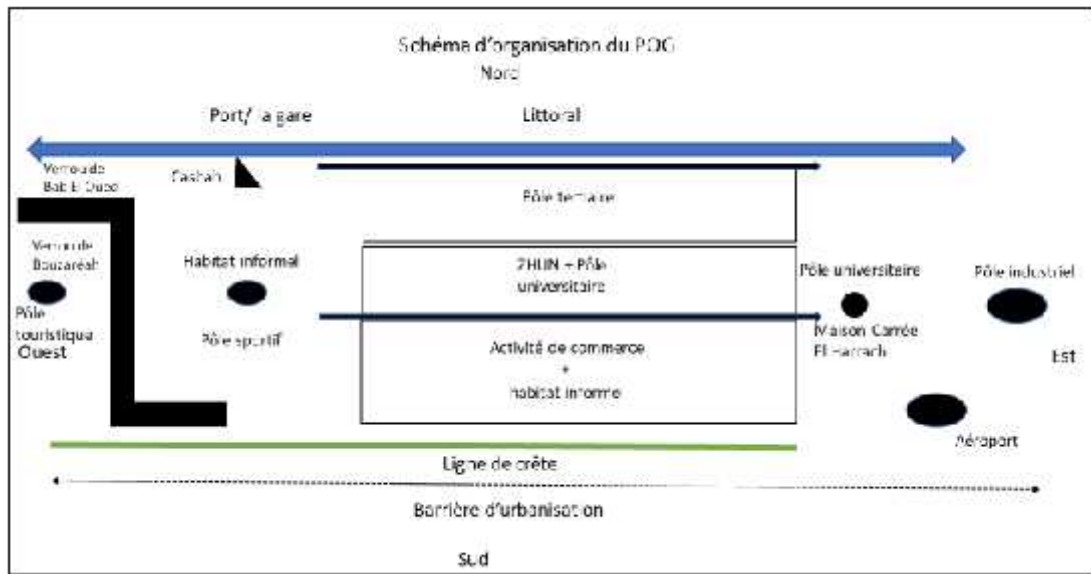 Schéma d'organisation du POG
Nord
Port/ la gare
Littoral
Verrou de
Bab El Oued
Casbah
Pôle tertiaire
Verrou de
Bouzaréah
Habitat informel
ZHUN + Pôle
universitaire
Pôle universitaire
Pôle industriel
Pôle
touristique
Ouest
Pôle sportif
Activité de commerce
+
habitat informe
Maison Carrée
El Harrach
Est
Aéroport
Ligne de crête
Barrière d'urbanisation
Sud